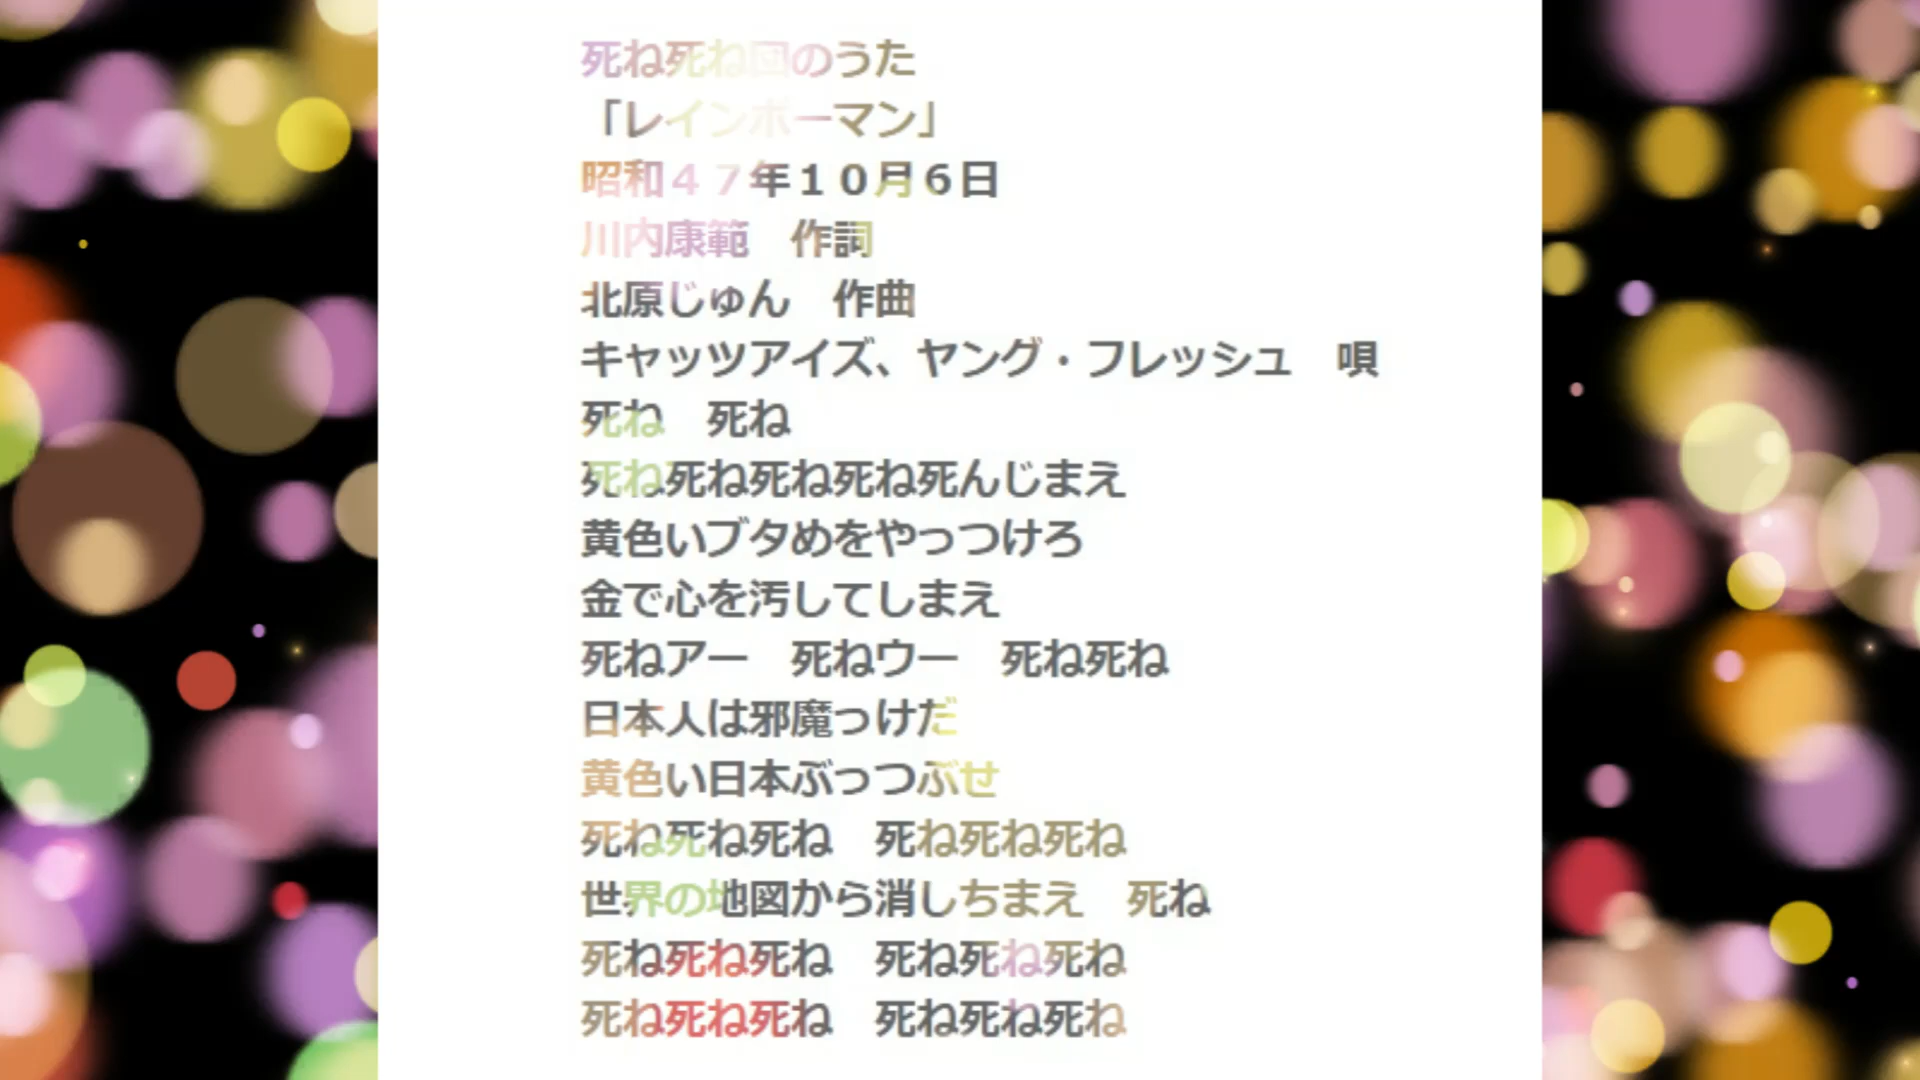 死ね死ね団のうた
「レインボーマン」
昭和４７年１０月６日
川内康範　作詞
北原じゅん　作曲
キャッツアイズ、ヤング・フレッシュ　唄
死ね　死ね
死ね死ね死ね死ね死んじまえ
黄色いブタめをやっつけろ
金で心を汚してしまえ
死ねアー　死ねウー　死ね死ね
日本人は邪魔っけだ
黄色い日本ぶっつぶせ
死ね死ね死ね　死ね死ね死ね
世界の地図から消しちまえ　死ね
死ね死ね死ね　死ね死ね死ね
死ね死ね死ね　死ね死ね死ね